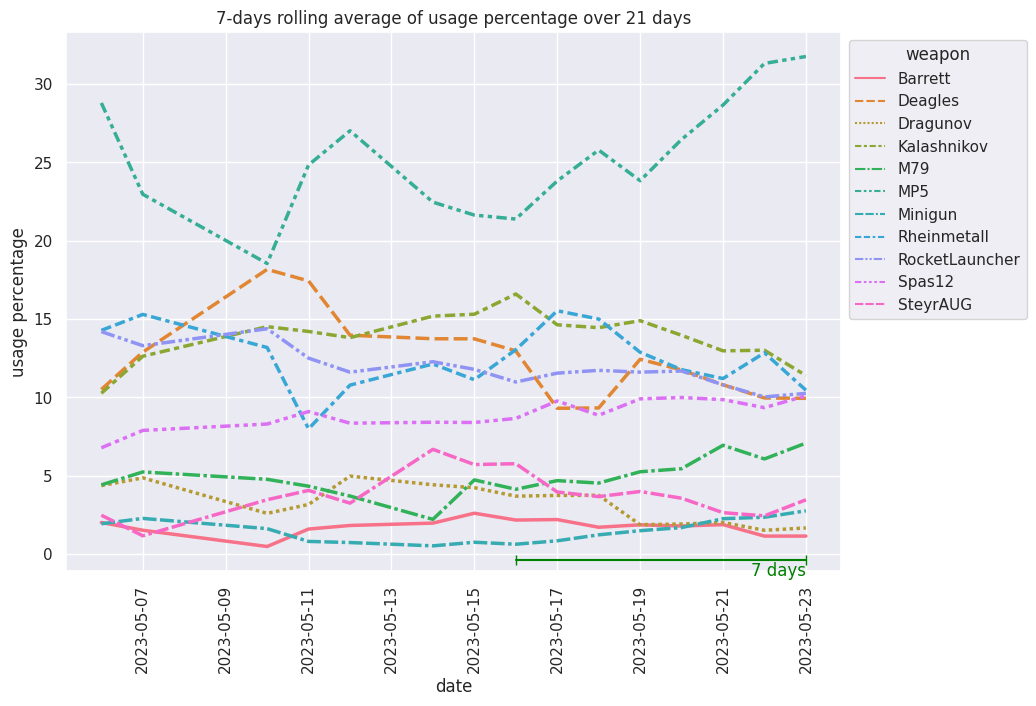 7-days rolling average of usage percentage over 21 days
usage percentage
30
25
20
15
10
5
0
7 days
2023-05-07
2023-05-09
2023-05-11
2023-05-13
2023-05-15
2023-05-17
2023-05-19
2023-05-21
2023-05-23
date
weapon
Barrett
Deagles
Dragunov
Kalashnikov
M79
MP5
Minigun
Rheinmetall
RocketLauncher
Spas12
SteyrAUG